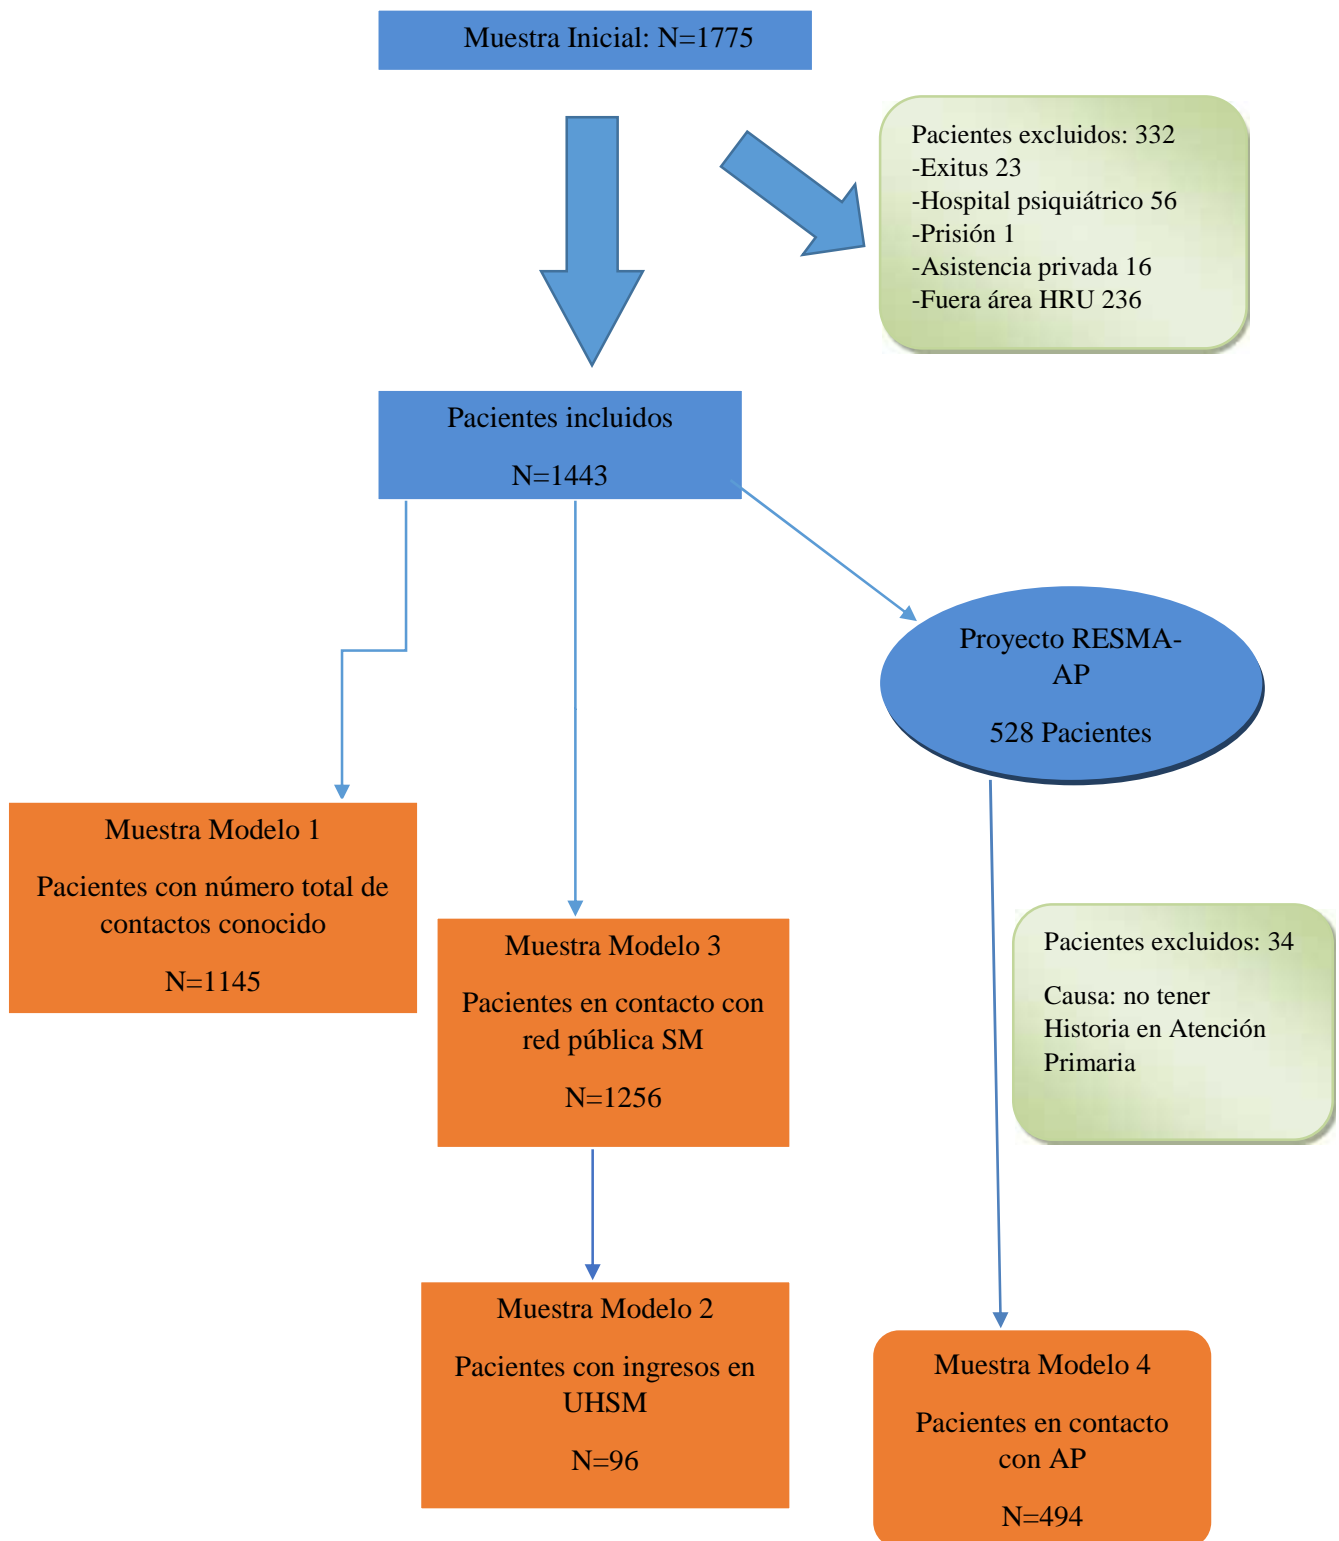 Muestra Inicial: N=1775
Pacientes excluidos: 332
-Exitus 23
-Hospital psiquiátrico 56
-Prisión 1
-Asistencia privada 16
-Fuera área HRU 236
Pacientes incluidos
N=1443
Proyecto RESMA-
AP
528 Pacientes
Muestra Modelo 1
Pacientes con número total de
contactos conocido
N=1145
Muestra Modelo 3
Pacientes en contacto con
red pública SM
N=1256
Pacientes excluidos: 34
Causa: no tener
Historia en Atención
Primaria
Muestra Modelo 2
Pacientes con ingresos en
UHSM
N=96
Muestra Modelo 4
Pacientes en contacto
con AP
N=494